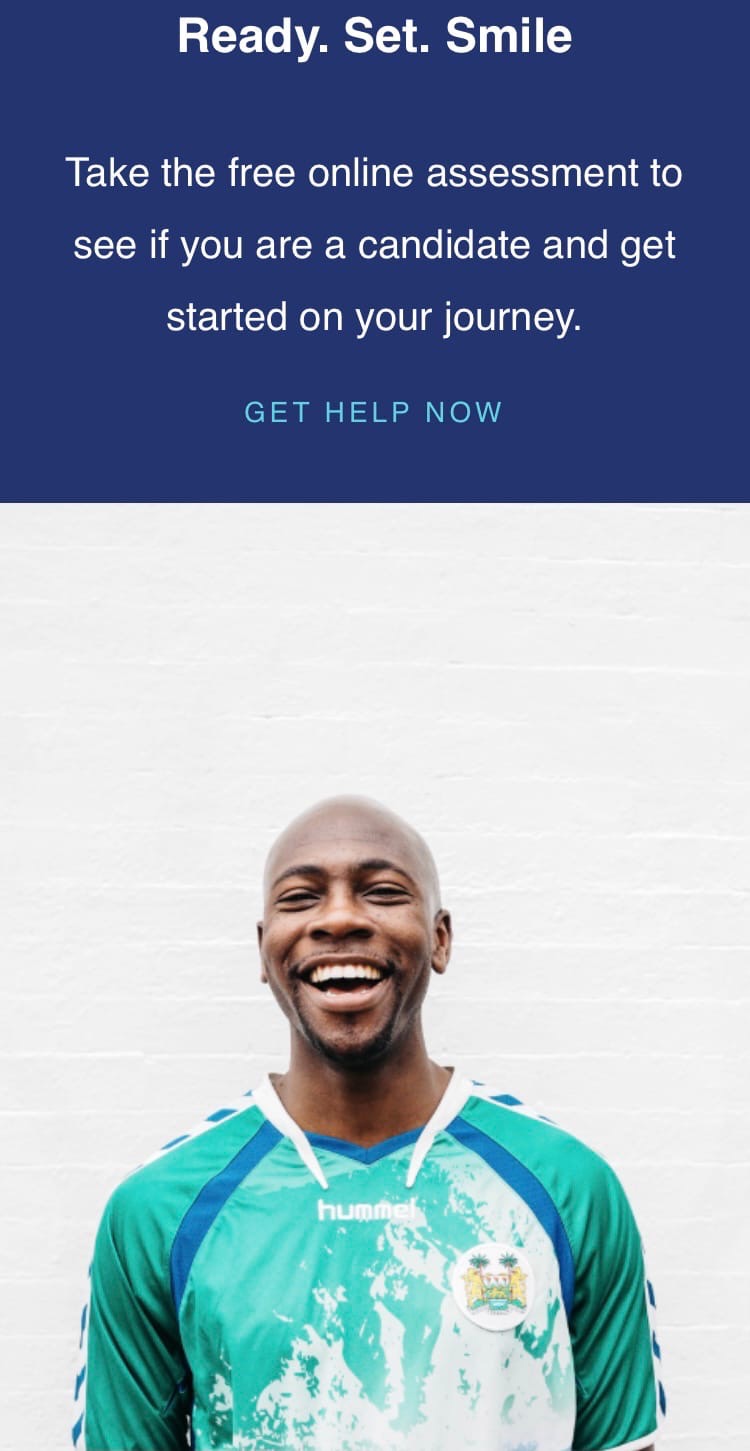 Ready. Set. Smile
Take the free online assessment to
see if you are a candidate and get
started on your journey.
GET HELP NOW
hummel